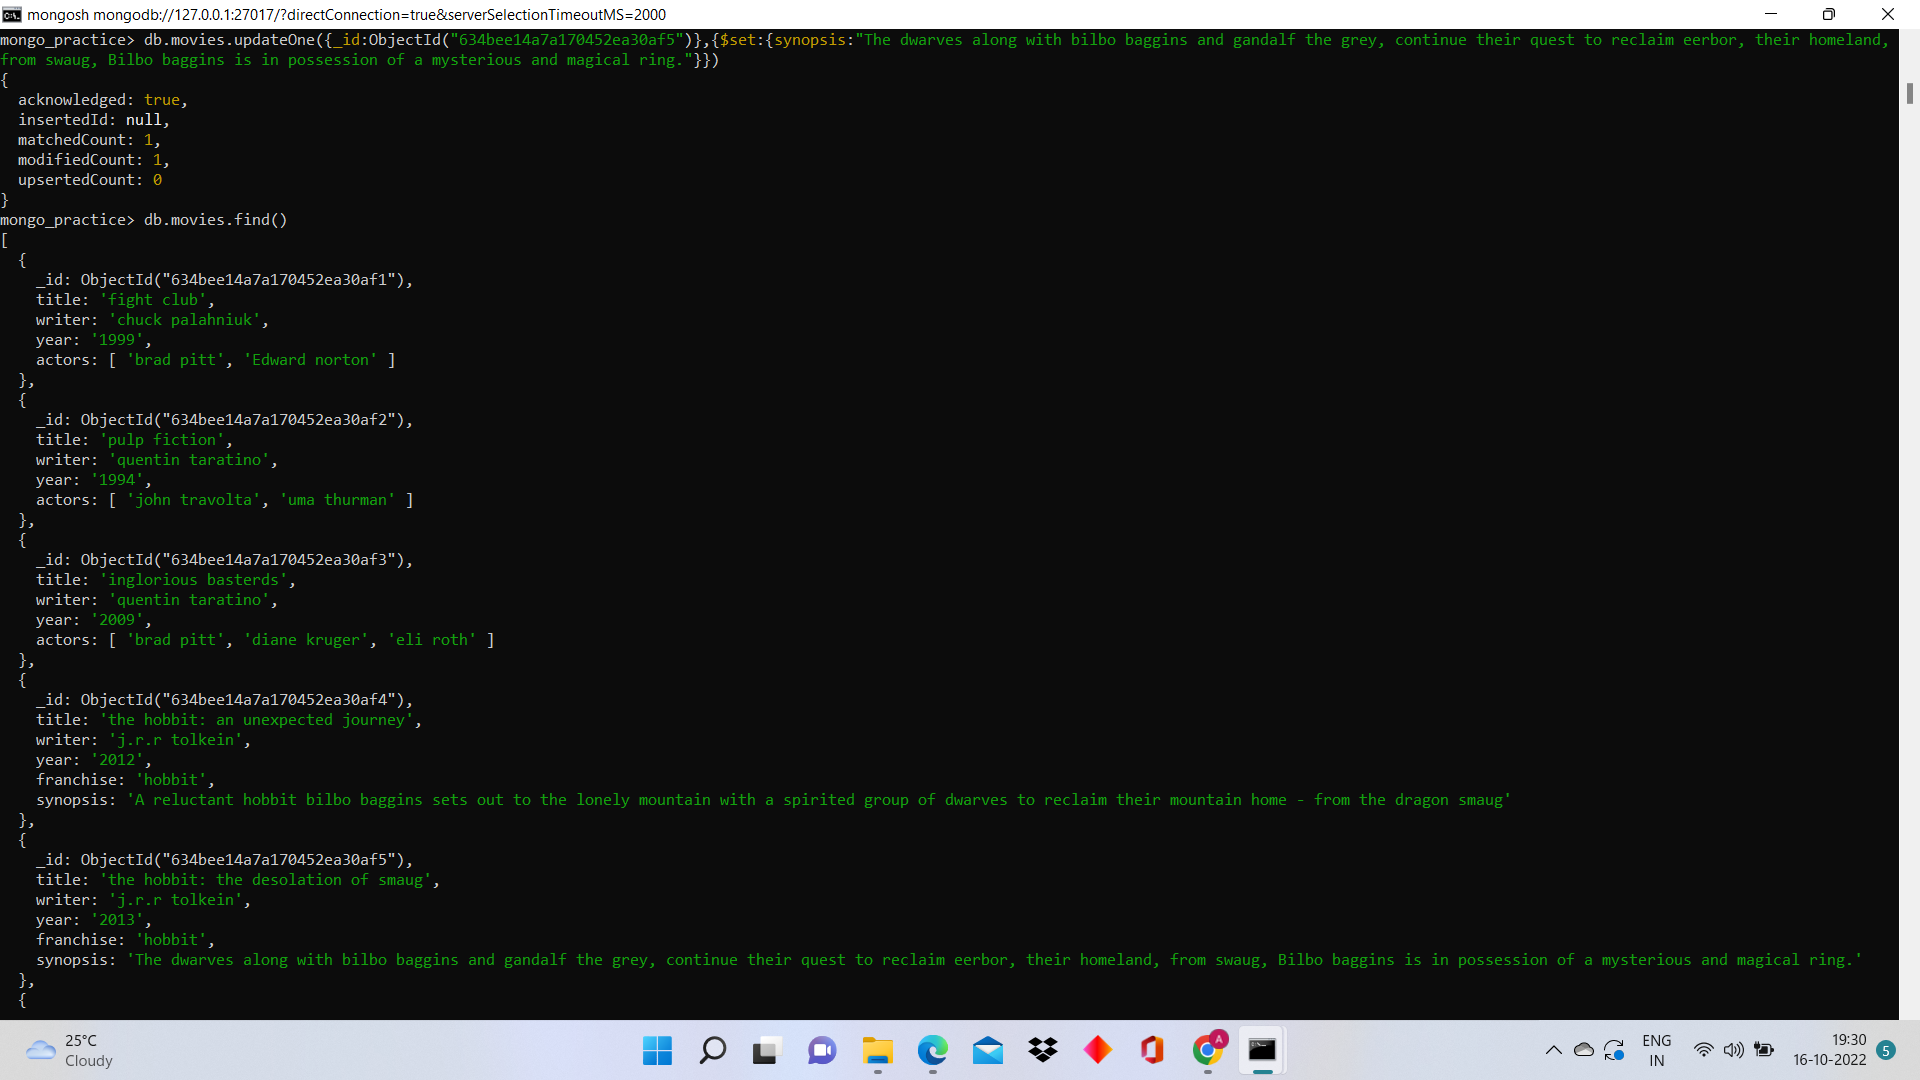 mongosh mongodb://127.0.0.1:27017/?directConnection=true&serverSelectionTimeoutMS=2000
mongo_practice> db.movies.updateOne({_id:ObjectId("634bee14a7a170452ea30af5")},{$set:{synopsis:"The dwarves along with bilbo baggins and gandalf the grey, continue their quest to reclaim eerbor, their homeland,
from swaug, Bilbo baggins is in possession of a mysterious and magical ring."}})
{
  acknowledged: true,
  insertedId: null,
  matchedCount: 1,
  modifiedCount: 1,
  upsertedCount: 0
}
mongo_practice> db.movies.find()
[
  {
    _id: ObjectId("634bee14a7a170452ea30af1"),
    title: 'fight club',
    writer: 'chuck palahniuk',
    year: '1999',
    actors: [ 'brad pitt', 'Edward norton' ]
  },
  {
    _id: ObjectId("634bee14a7a170452ea30af2"),
    title: 'pulp fiction',
    writer: 'quentin taratino',
    year: '1994',
    actors: [ 'john travolta', 'uma thurman' ]
  },
  {
    _id: ObjectId("634bee14a7a170452ea30af3"),
    title: 'inglorious basterds',
    writer: 'quentin taratino',
    year: '2009',
    actors: [ 'brad pitt', 'diane kruger', 'eli roth' ]
  },
  {
    _id: ObjectId("634bee14a7a170452ea30af4"),
    title: 'the hobbit: an unexpected journey',
    writer: 'j.r.r tolkein',
    year: '2012',
    franchise: 'hobbit',
    synopsis: 'A reluctant hobbit bilbo baggins sets out to the lonely mountain with a spirited group of dwarves to reclaim their mountain home - from the dragon smaug'
  },
  {
    _id: ObjectId("634bee14a7a170452ea30af5"),
    title: 'the hobbit: the desolation of smaug',
    writer: 'j.r.r tolkein',
    year: '2013',
    franchise: 'hobbit',
    synopsis: 'The dwarves along with bilbo baggins and gandalf the grey, continue their quest to reclaim eerbor, their homeland, from swaug, Bilbo baggins is in possession of a mysterious and magical ring.'
  },
  {
25°C
Cloudy
A
ENG
IN
19:30
16-10-2022
5